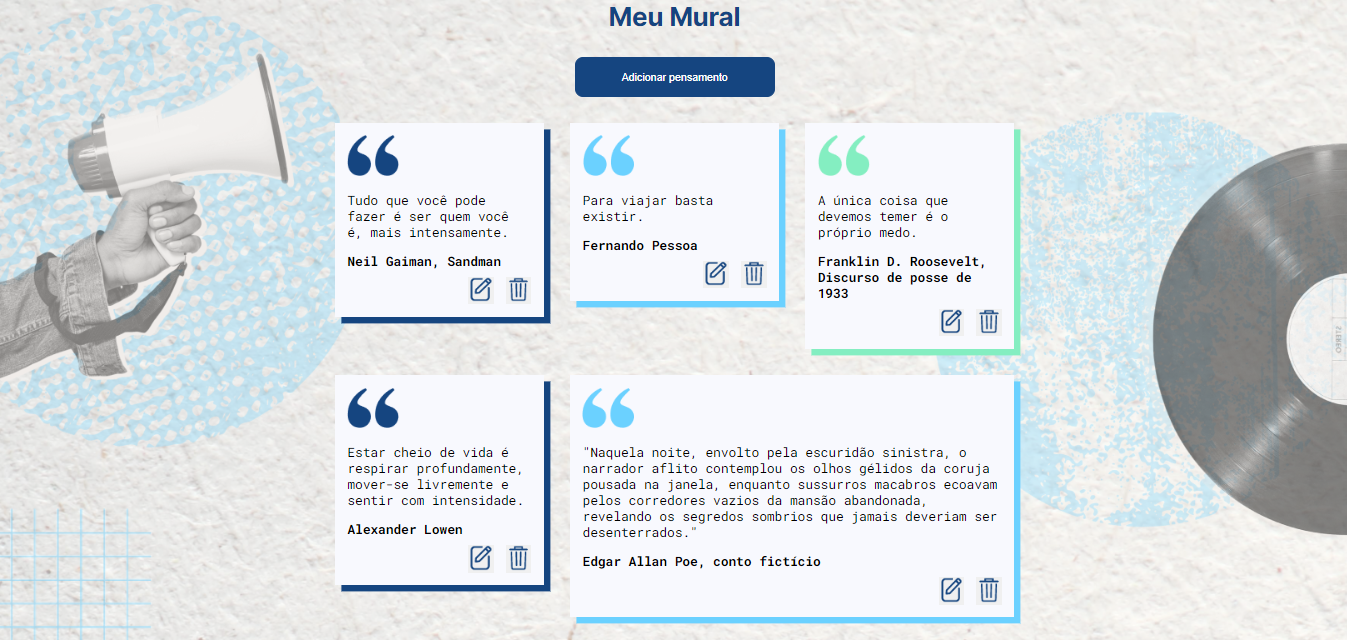 Meu Mural
Adicionar pensamento
Tudo que você pode
fazer é ser quem você
é, mais intensamente.
Neil Gaiman, Sandman
Para viajar basta
existir.
Fernando Pessoa
A única coisa que
devemos temer é o
próprio medo.
Franklin D. Roosevelt,
Discurso de posse de
1933
Estar cheio de vida é
respirar profundamente,
mover-se livremente e
sentir com intensidade.
Alexander Lowen
"Naquela noite, envolto pela escuridão sinistra, o
narrador aflito contemplou os olhos gélidos da coruja
pousada na janela, enquanto sussurros macabros ecoavam
pelos corredores vazios da mansão abandonada,
revelando os segredos sombrios que jamais deveriam ser
desenterrados."
Edgar Allan Poe, conto fictício
STEREO